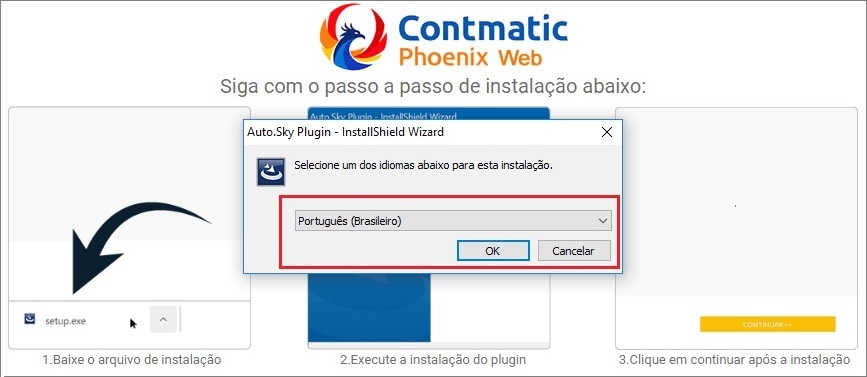 Contmatic
Phoenix Web
Siga com o passo a passo de instalação abaixo:
Auto.Sky Plugin - InstallShield Wizard
Auto.Sky Plugin - InstallShield Wizard
Selecione um dos idiomas abaixo para esta instalação.
Português (Brasileiro)
OK
Cancelar
setup.exe
CONTINUAR >>
1.Baixe o arquivo de instalação
2.Execute a instalação do plugin
3.Clique em continuar após a instalação